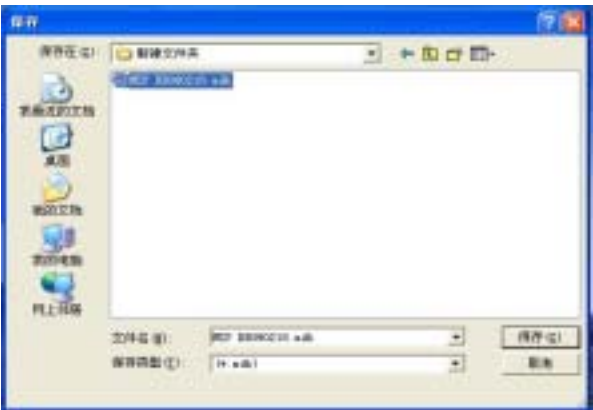 保存
保存在(I):
新建文件夹
我最近的文档
桌面
我的文档
我的电脑
网上邻居
文件名(N):
保存(S)
保存类型(T):
(*.mdb)
取消